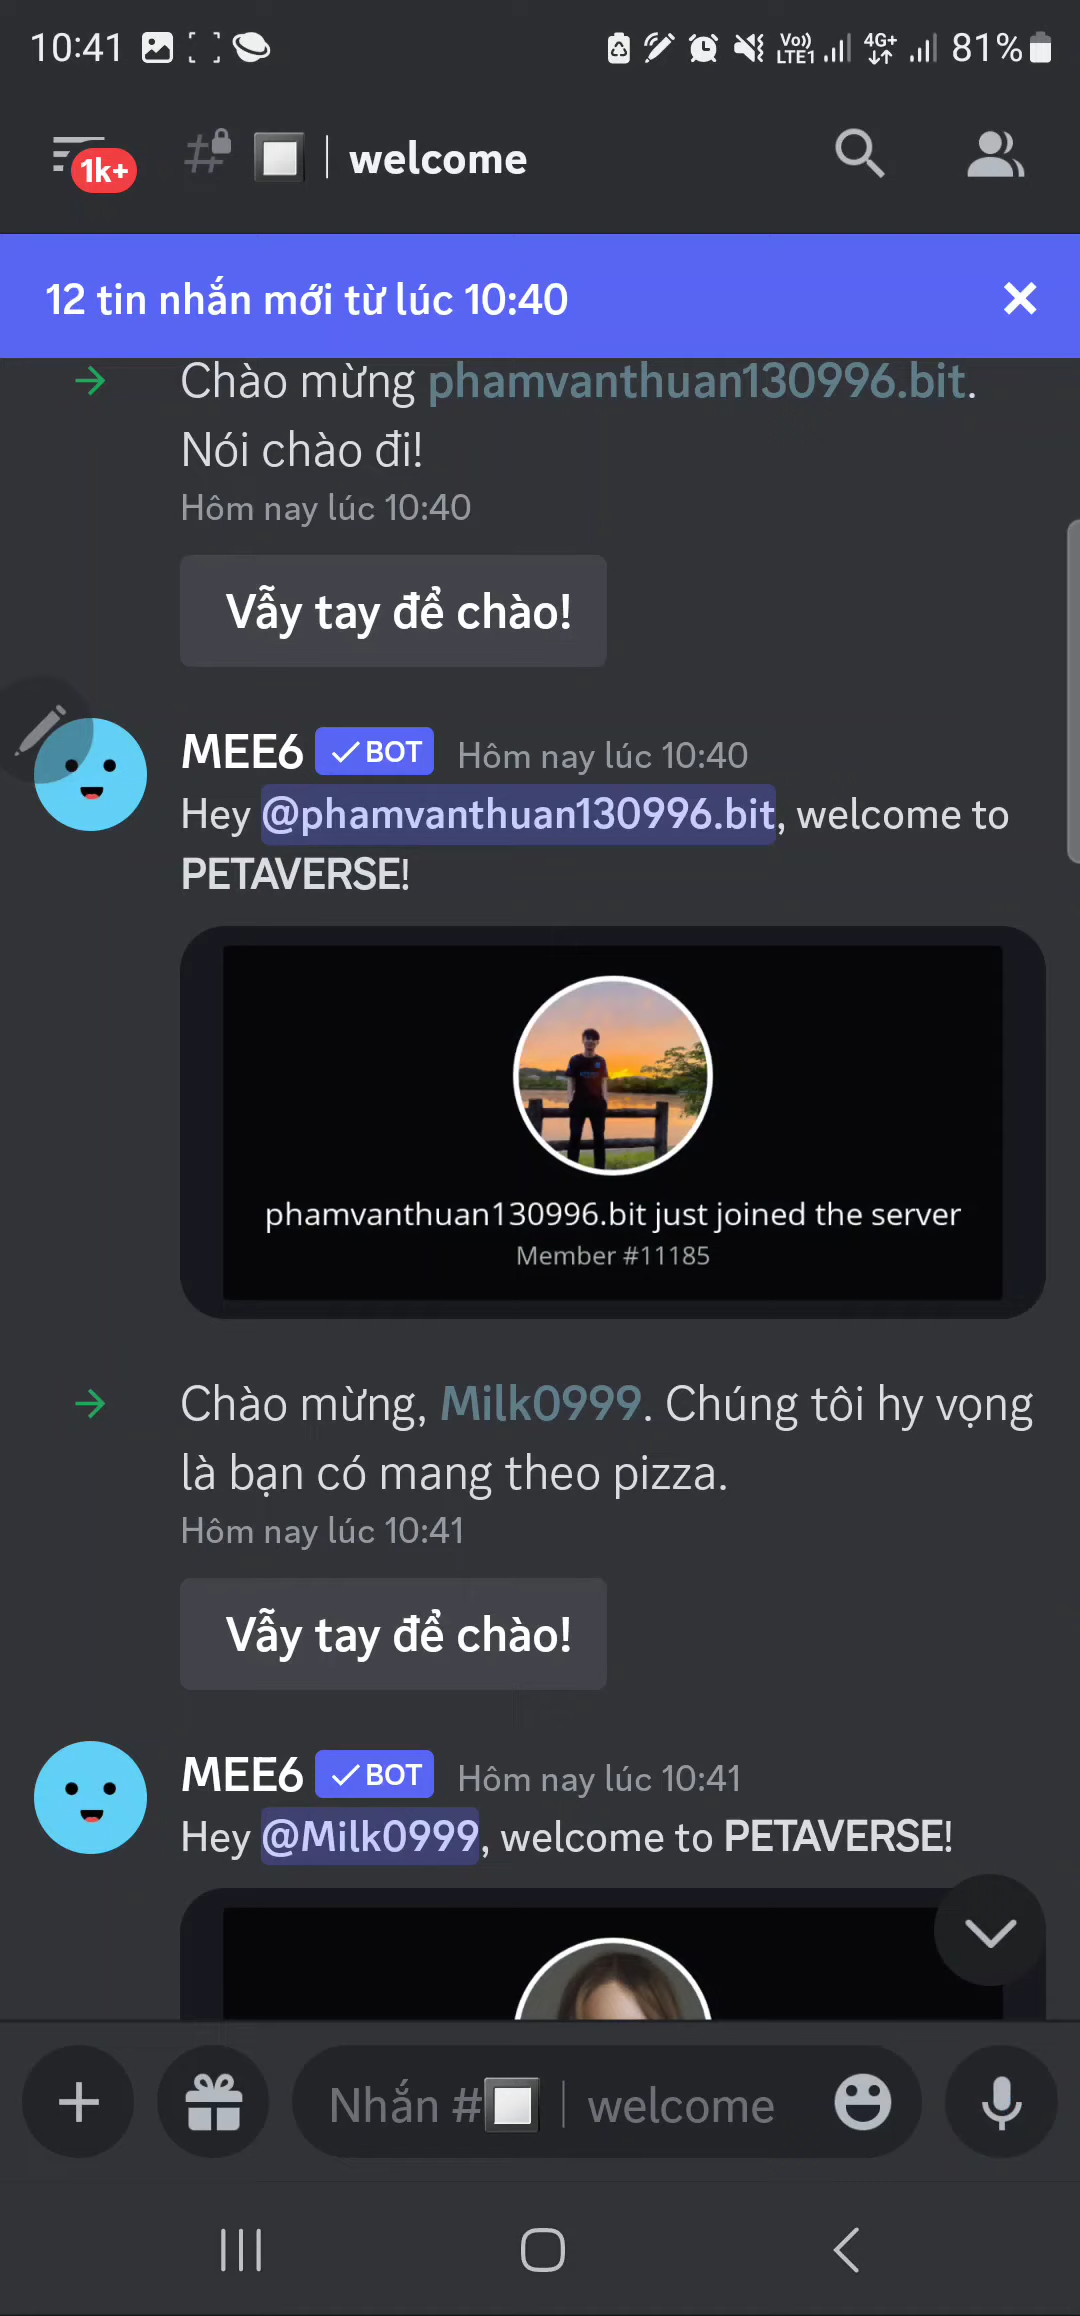 10:41
Vo)) LTE1 4G+ 81%
1k+
# | welcome
12 tin nhắn mới từ lúc 10:40
Chào mừng phamvanthuan130996.bit.
Nói chào đi!
Hôm nay lúc 10:40
Vẫy tay để chào!
MEE6 ✓ BOT Hôm nay lúc 10:40
Hey @phamvanthuan130996.bit, welcome to
PETAVERSE!
phamvanthuan130996.bit just joined the server
Member #11185
Chào mừng, Milk0999. Chúng tôi hy vọng
là bạn có mang theo pizza.
Hôm nay lúc 10:41
Vẫy tay để chào!
MEE6 ✓ BOT Hôm nay lúc 10:41
Hey @Milk0999, welcome to PETAVERSE!
Nhắn # | welcome